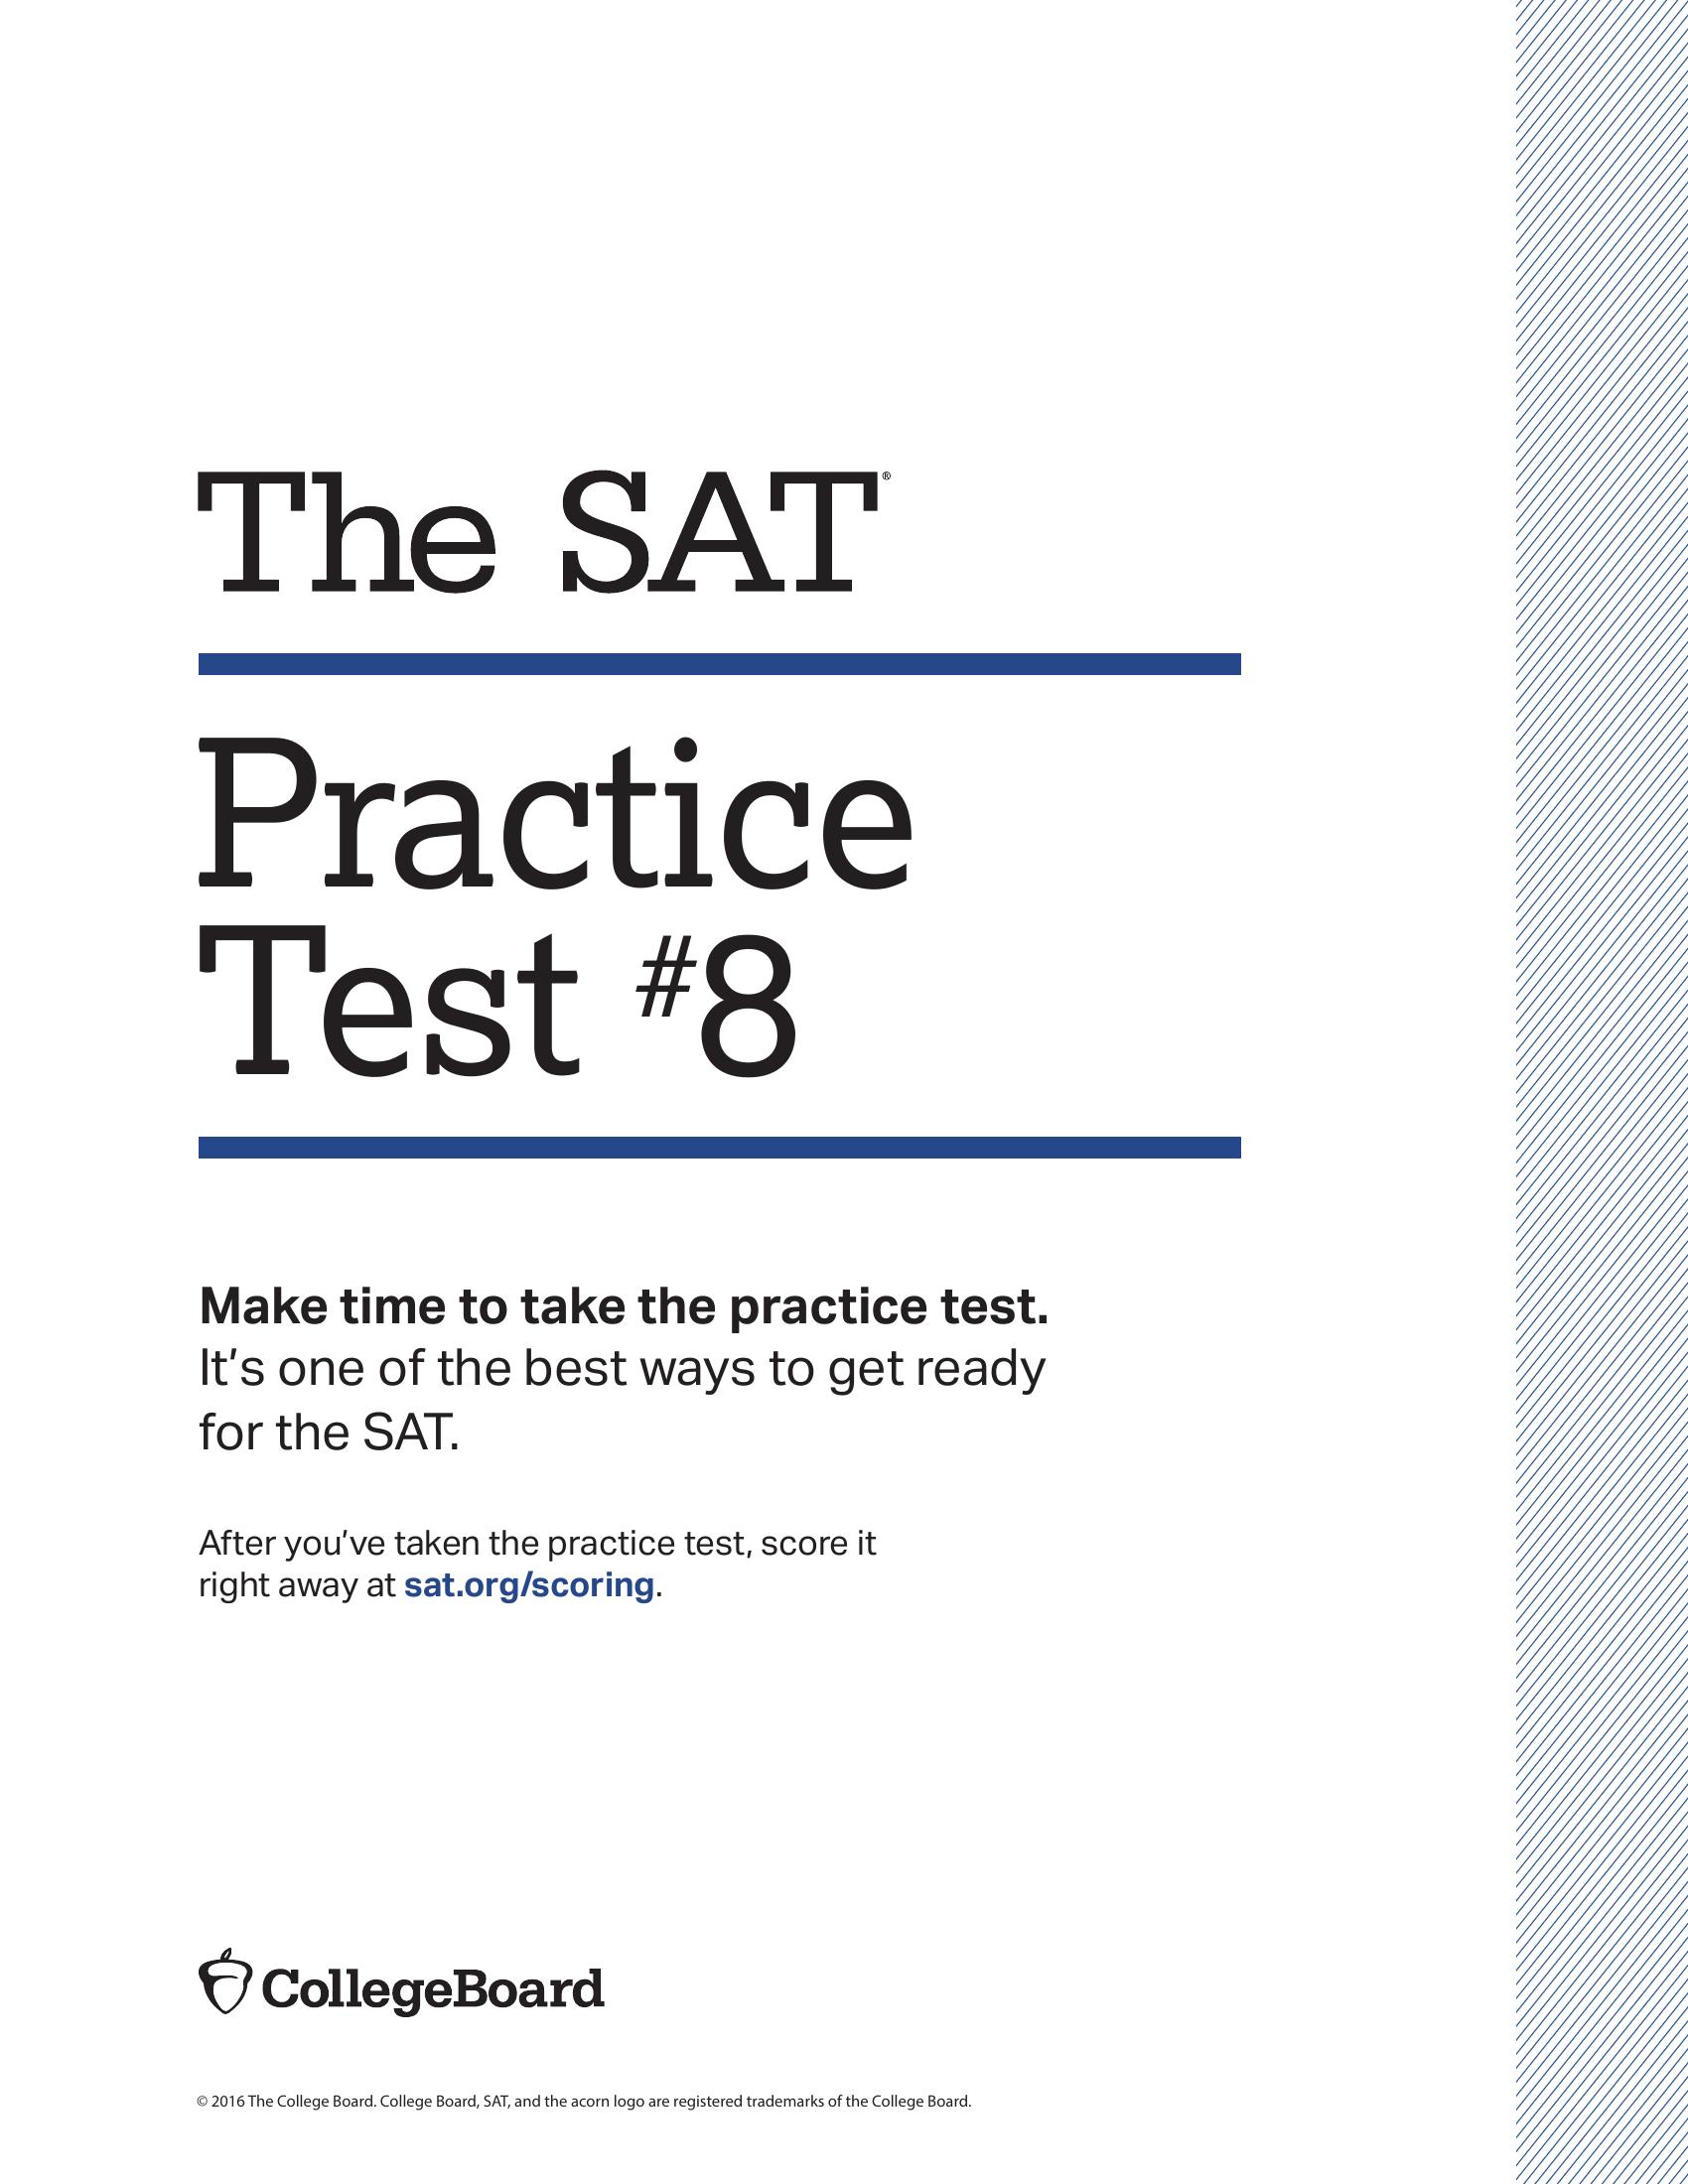 The SAT®
Practice
Test #8
Make time to take the practice test.
It’s one of the best ways to get ready
for the SAT.
After you’ve taken the practice test, score it
right away at sat.org/scoring.
CollegeBoard
© 2016 The College Board. College Board, SAT, and the acorn logo are registered trademarks of the College Board.